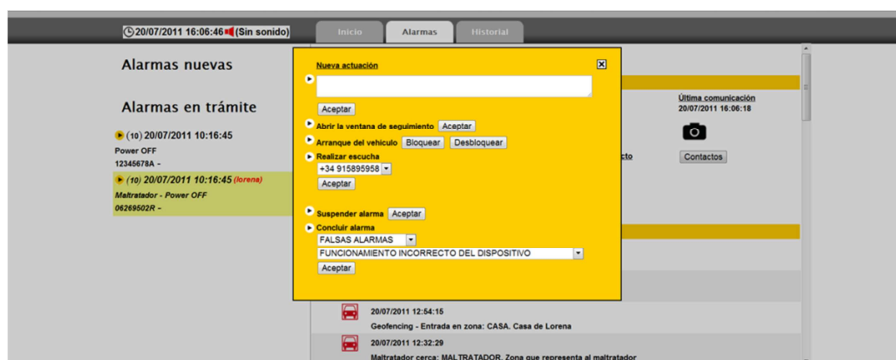 20/07/2011 16:06:46 (Sin sonido)
Inicio
Alarmas
Historial
Alarmas nuevas
Alarmas en trámite
(10) 20/07/2011 10:16:45
Power OFF
12345678A -
(10) 20/07/2011 10:16:45 (lorena)
Maltratador - Power OFF
06269502R -
Nueva actuación
Aceptar
Abrir la ventana de seguimiento Aceptar
Arranque del vehículo Bloquear Desbloquear
Realizar escucha
+34 915895958
Aceptar
Suspender alarma Aceptar
Concluir alarma
FALSAS ALARMAS
FUNCIONAMIENTO INCORRECTO DEL DISPOSITIVO
Aceptar
Última comunicación
20/07/2011 16:06:18
cto
Contactos
20/07/2011 12:54:15
Geofencing - Entrada en zona: CASA. Casa de Lorena
20/07/2011 12:32:29
Maltratador cerca: MALTRATADOR. Zona que representa al maltratador